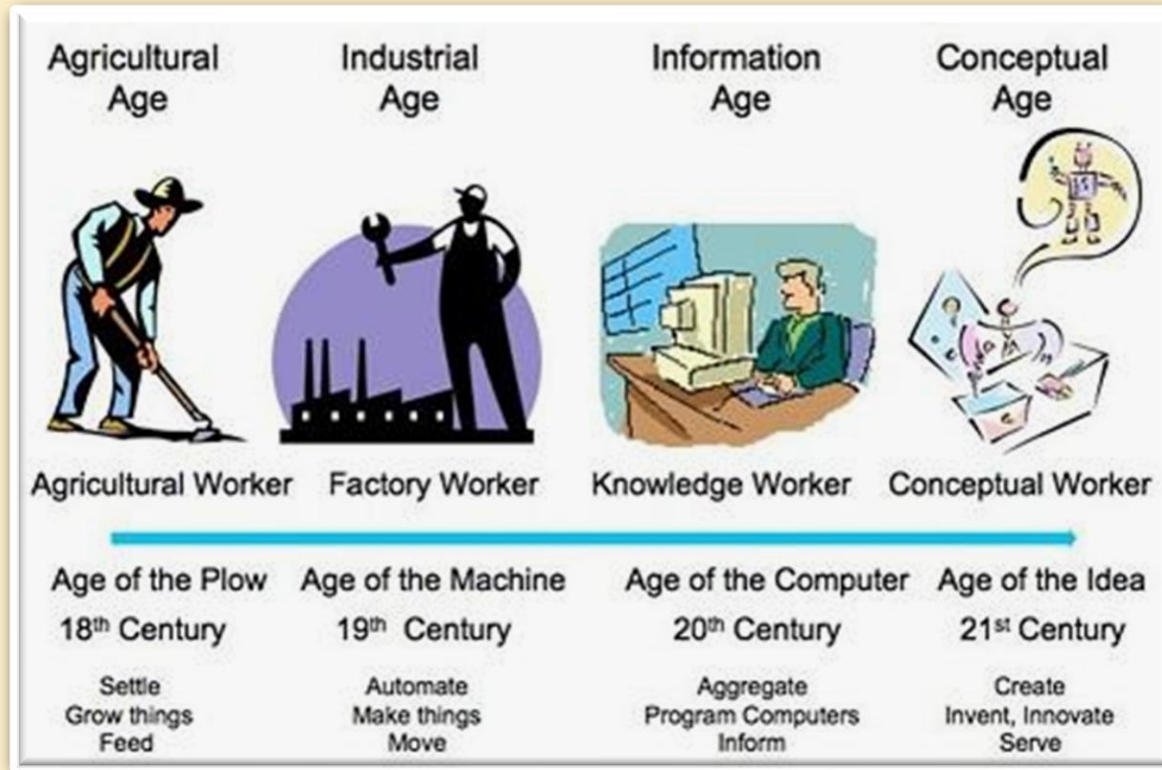 Agricultural
Age
Industrial
Age
Information
Age
Conceptual
Age
Agricultural Worker
Factory Worker
Knowledge Worker
Conceptual Worker
Age of the Plow
18th Century
Settle
Grow things
Feed
Age of the Machine
19th Century
Automate
Make things
Move
Age of the Computer
20th Century
Aggregate
Program Computers
Inform
Age of the Idea
21st Century
Create
Invent, Innovate
Serve